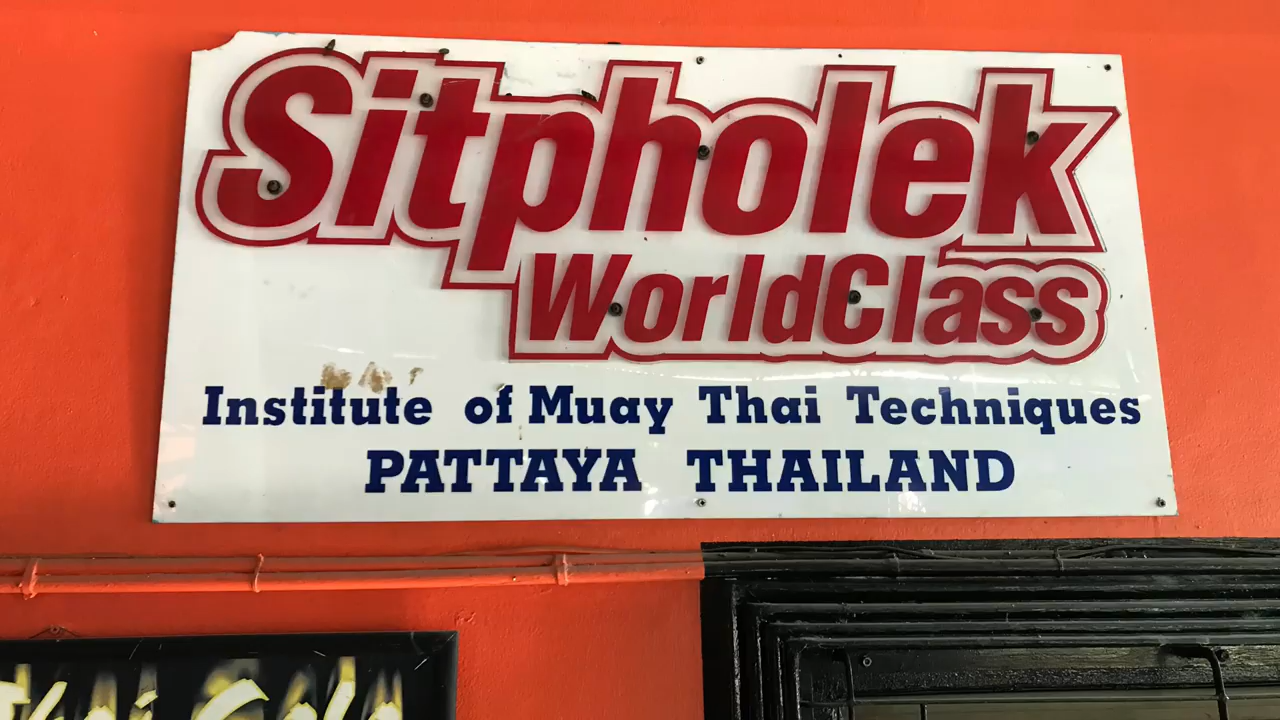 Sitpholek
WorldClass
Institute of Muay Thai Techniques
PATTAYA THAILAND